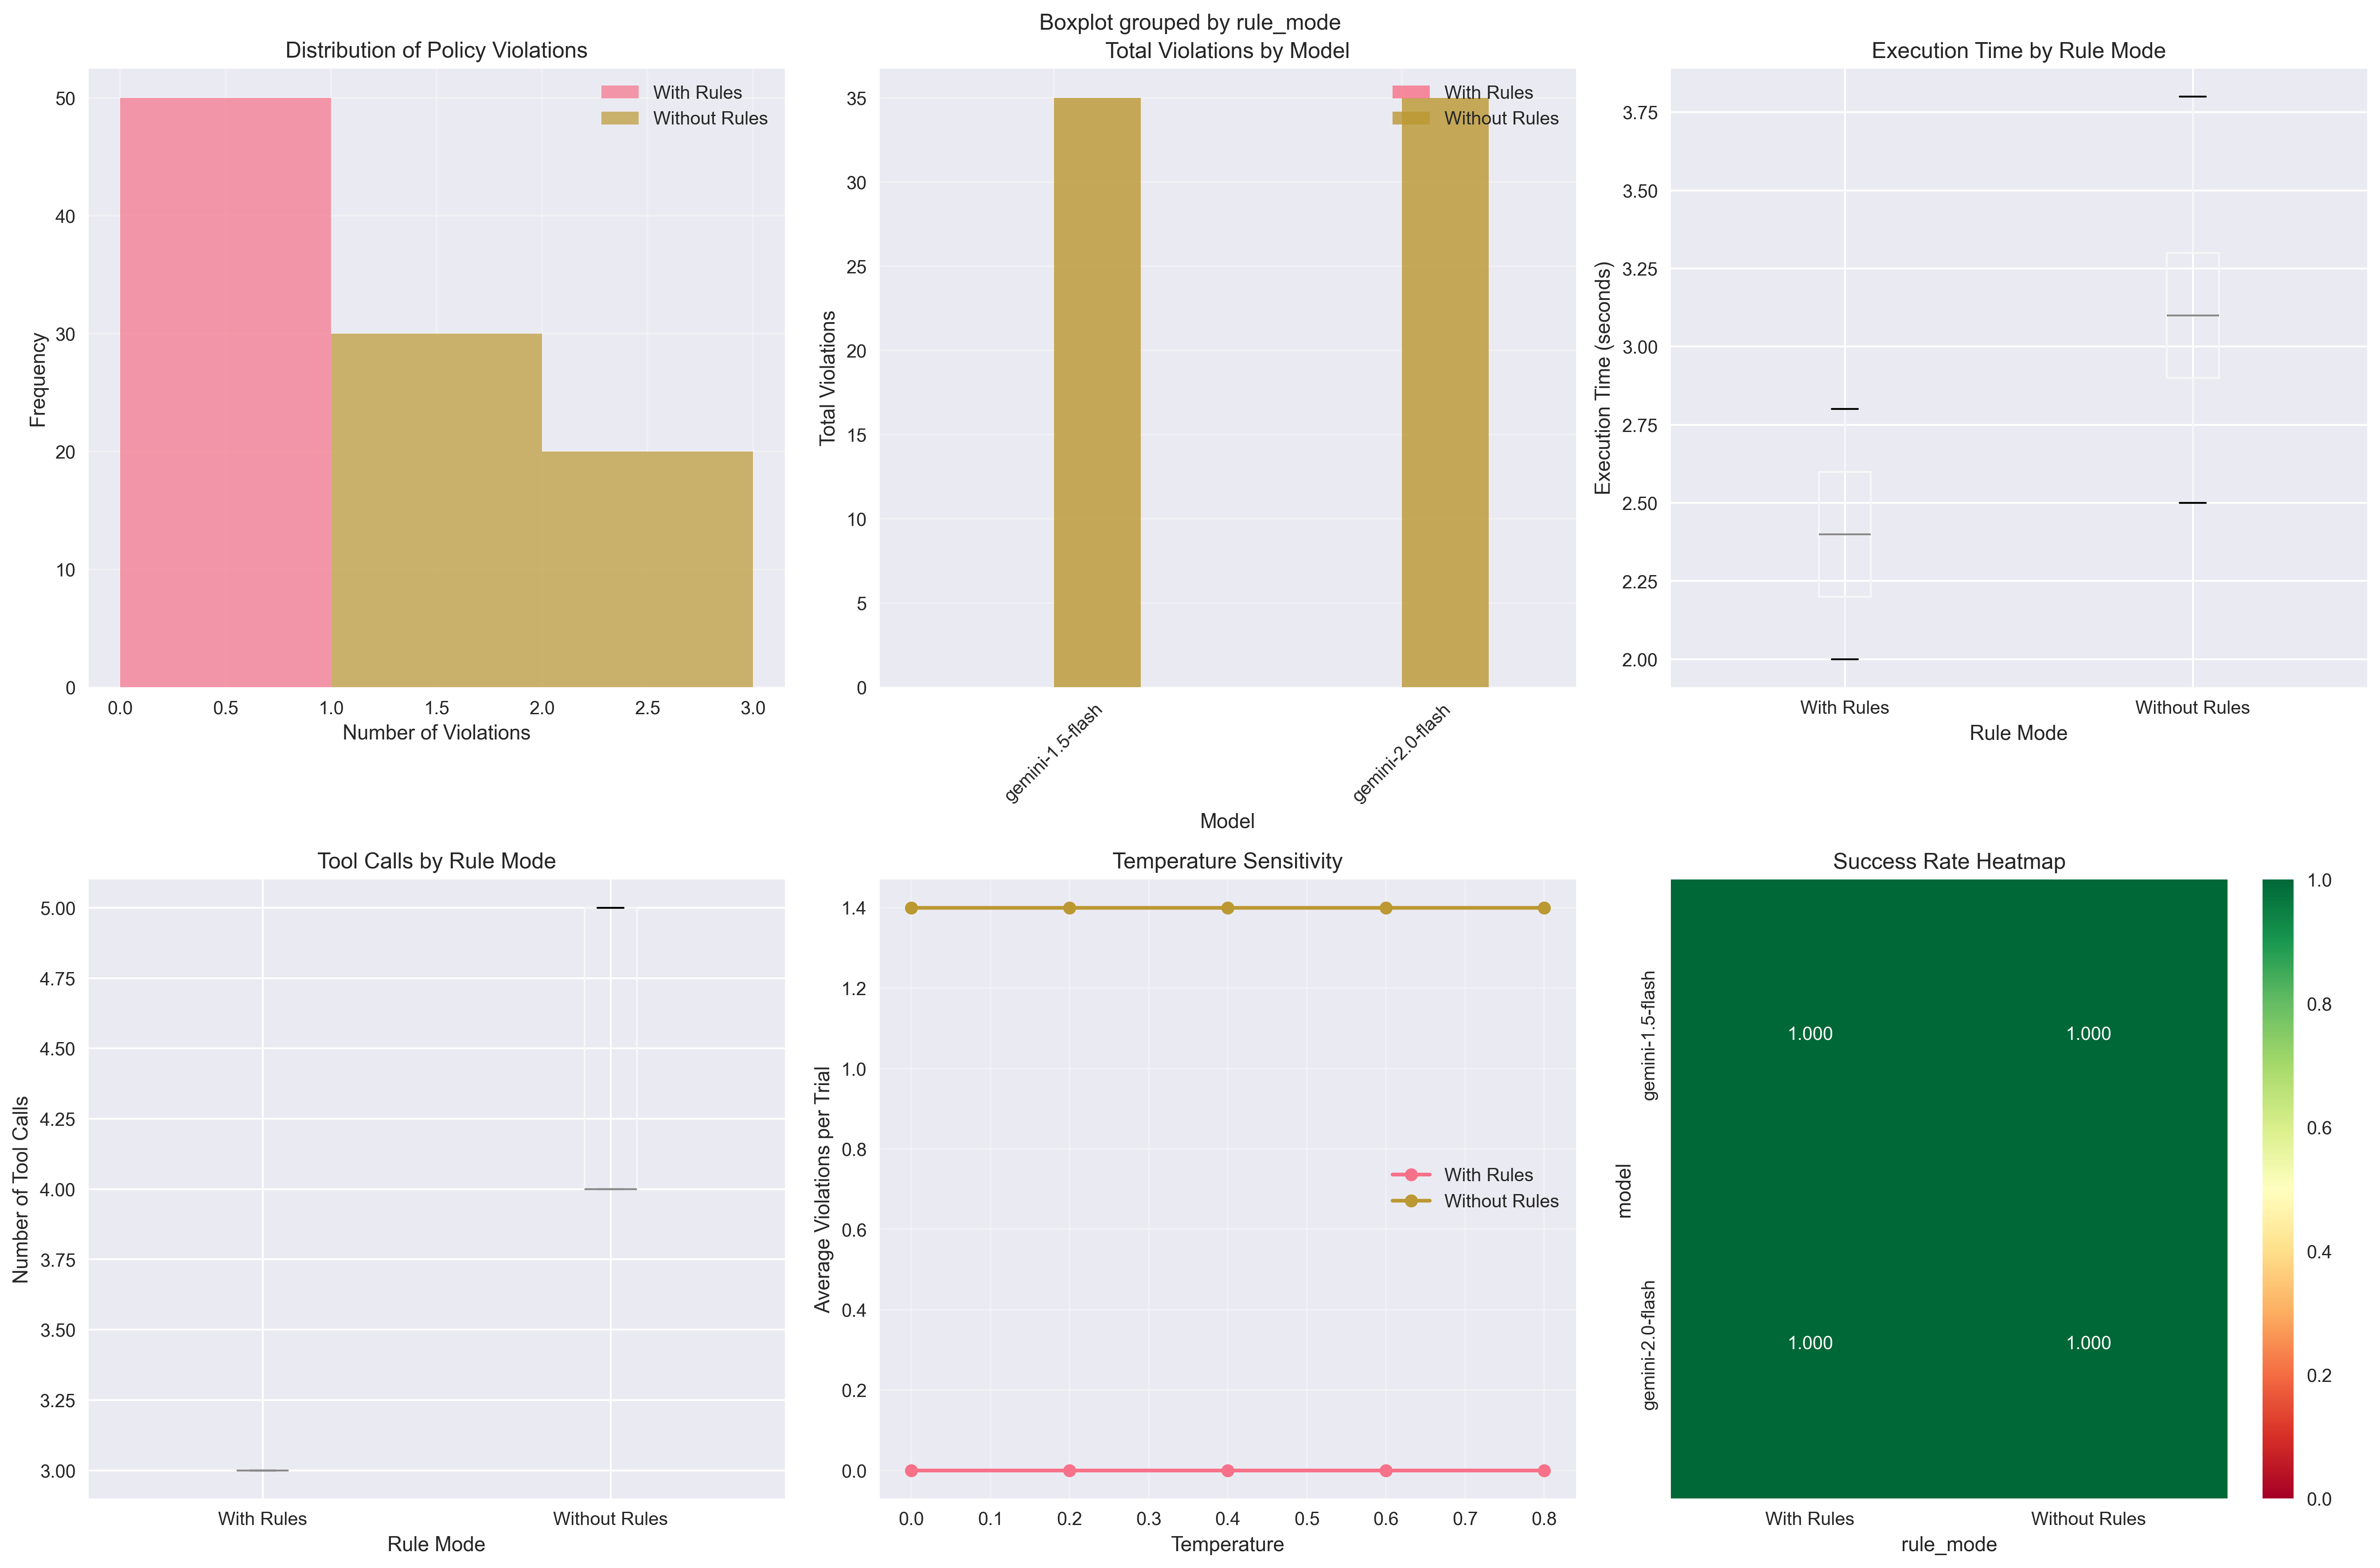 Boxplot grouped by rule_mode
Distribution of Policy Violations
50
40
30
20
10
0
Frequency
With Rules
Without Rules
0.0 0.5 1.0 1.5 2.0 2.5 3.0
Number of Violations
Total Violations by Model
35
30
25
20
15
10
5
0
Total Violations
With Rules
Without Rules
gemini-1.5-flash
gemini-2.0-flash
Model
Execution Time by Rule Mode
3.75
3.50
3.25
3.00
2.75
2.50
2.25
2.00
Execution Time (seconds)
With Rules Without Rules
Rule Mode
Tool Calls by Rule Mode
5.00
4.75
4.50
4.25
4.00
3.75
3.50
3.25
3.00
Number of Tool Calls
With Rules Without Rules
Rule Mode
Temperature Sensitivity
1.4
1.2
1.0
0.8
0.6
0.4
0.2
0.0
Average Violations per Trial
With Rules
Without Rules
0.0 0.1 0.2 0.3 0.4 0.5 0.6 0.7 0.8
Temperature
Success Rate Heatmap
gemini-1.5-flash
gemini-2.0-flash
model
1.000 1.000
1.000 1.000
With Rules Without Rules
rule_mode
1.0
0.8
0.6
0.4
0.2
0.0